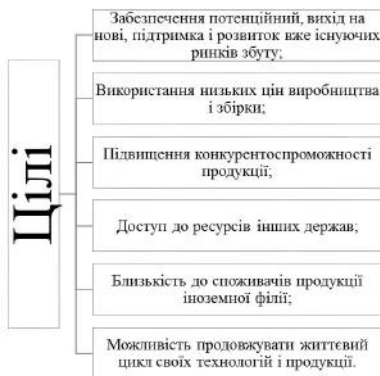 Цілі
Забезпечення потенційний, вихід на
нові, підтримка і розвиток вже існуючих
ринків збуту;
Використання низьких цін виробництва
і збірки;
Підвищення конкурентоспроможності
продукції;
Доступ до ресурсів інших держав;
Близькість до споживачів продукції
іноземної філії;
Можливість продовжувати життєвий
цикл своїх технологій і продукції.